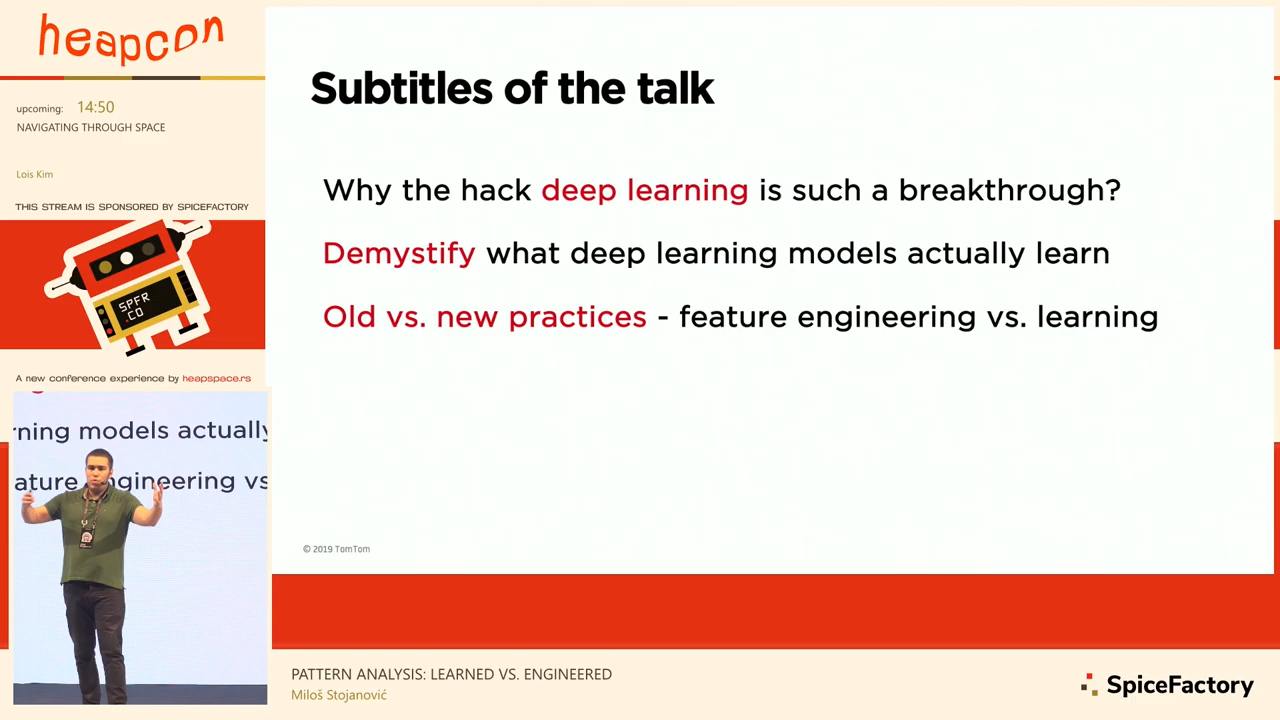 heapcon
upcoming: 14:50
NAVIGATING THROUGH SPACE
Lois Kim
THIS STREAM IS SPONSORED BY SPICEFACTORY
SPFR
.CO
A new conference experience by heapspace.rs
Subtitles of the talk
Why the hack deep learning is such a breakthrough?
Demystify what deep learning models actually learn
Old vs. new practices - feature engineering vs. learning
© 2019 TomTom
rning models actually
ature engineering vs
PATTERN ANALYSIS: LEARNED VS. ENGINEERED
Miloš Stojanović
SpiceFactory